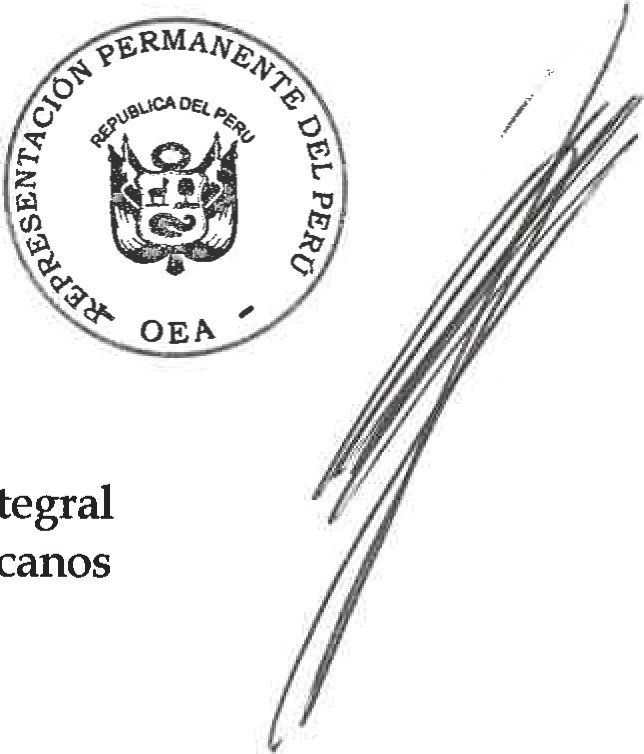 REPRESENTACIÓN PERMANENTE DEL PERÚ
REPUBLICA DEL PERU
- OEA -
tegral
canos